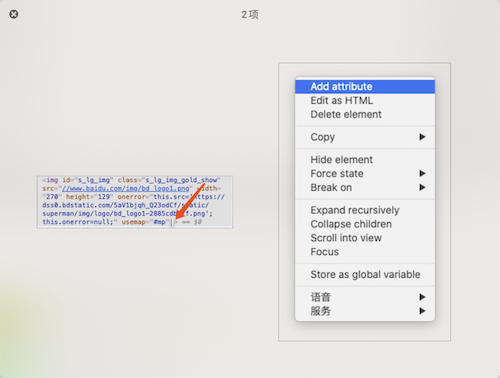 2项
<img id="s_lg_img" class="s_lg_img_gold_show"
src="//www.baidu.com/img/bd_logo1.png" width=
"270" height="129" onerror="this.src='https://
dss0.bdstatic.com/5aV1bjqh_Q23odCf/static/
superman/img/logo/bd_logo1-2885cdb if.png';
this.onerror=null;" usemap="#mp" > == $0
Add attribute
Edit as HTML
Delete element
Copy
Hide element
Force state
Break on
Expand recursively
Collapse children
Scroll into view
Focus
Store as global variable
语音
服务